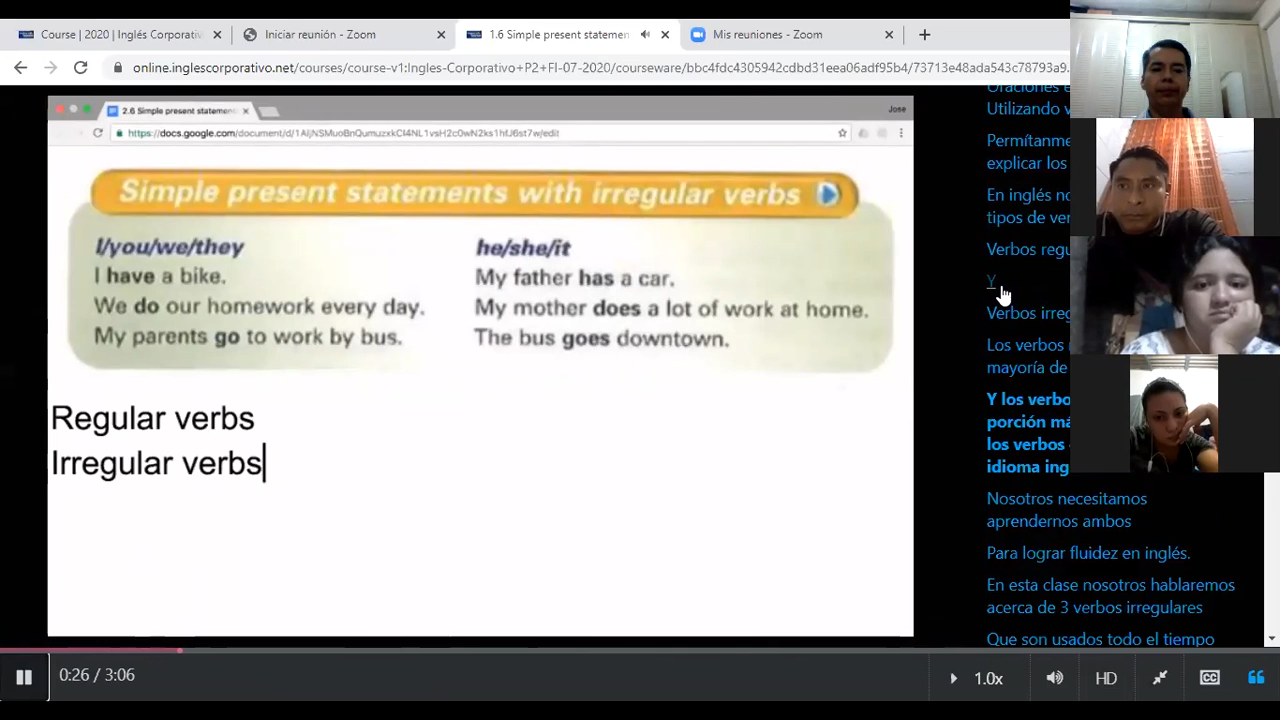 Course | 2020 | Inglés Corporativ
Iniciar reunión - Zoom
1.6 Simple present statemen
Mis reuniones - Zoom
online.inglescorporativo.net/courses/course-v1:Ingles-Corporativo+P2+FI-07-2020/courseware/bbc4fdc4305942cdbd31eea06adf95b4/73713e48ada543c78793a9.
2.6 Simple present statemen
Jose
Simple present statements with irregular verbs
I/you/we/they
I have a bike.
We do our homework every day.
My parents go to work by bus.
he/she/it
My father has a car.
My mother does a lot of work at home.
The bus goes downtown.
Regular verbs
Irregular verbs
Oraciones e
Utilizando v
Permítanme
explicar los
En inglés no
tipos de ver
Verbos regu
Y
Verbos irreg
Los verbos
mayoría de
Y los verbo
porción má
los verbos
idioma ing
Nosotros necesitamos
aprendernos ambos
Para lograr fluidez en inglés.
En esta clase nosotros hablaremos
acerca de 3 verbos irregulares
Que son usados todo el tiempo
0:26 / 3:06
1.0x
HD
CC